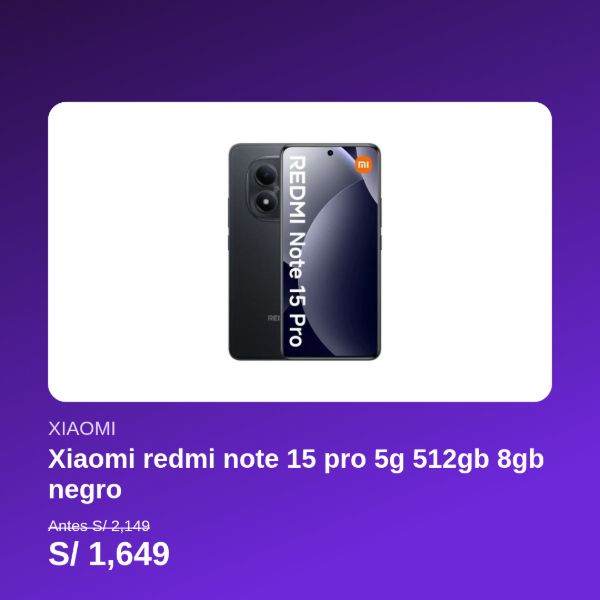 REDMI Note 15 Pro
mi
REDMI
XIAOMI
Xiaomi redmi note 15 pro 5g 512gb 8gb
negro
Antes S/ 2,149
S/ 1,649